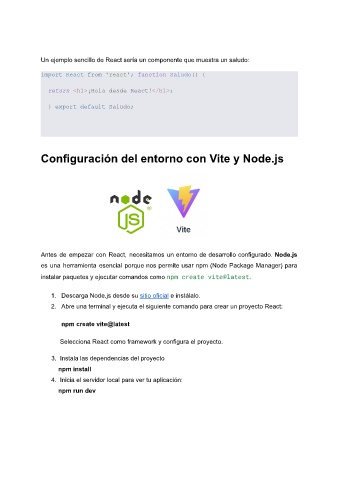 Un ejemplo sencillo de React sería un componente que muestra un saludo:
import React from 'react'; function Saludo() {
return <h1>¡Hola desde React!</h1>;
} export default Saludo;
Configuración del entorno con Vite y Node.js
node
JS
Vite
Antes de empezar con React, necesitamos un entorno de desarrollo configurado. Node.js
es una herramienta esencial porque nos permite usar npm (Node Package Manager) para
instalar paquetes y ejecutar comandos como npm create vite@latest.
1. Descarga Node.js desde su sitio oficial e instálalo.
2. Abre una terminal y ejecuta el siguiente comando para crear un proyecto React:
npm create vite@latest
Selecciona React como framework y configura el proyecto.
3. Instala las dependencias del proyecto
npm install
4. Inicia el servidor local para ver tu aplicación:
npm run dev